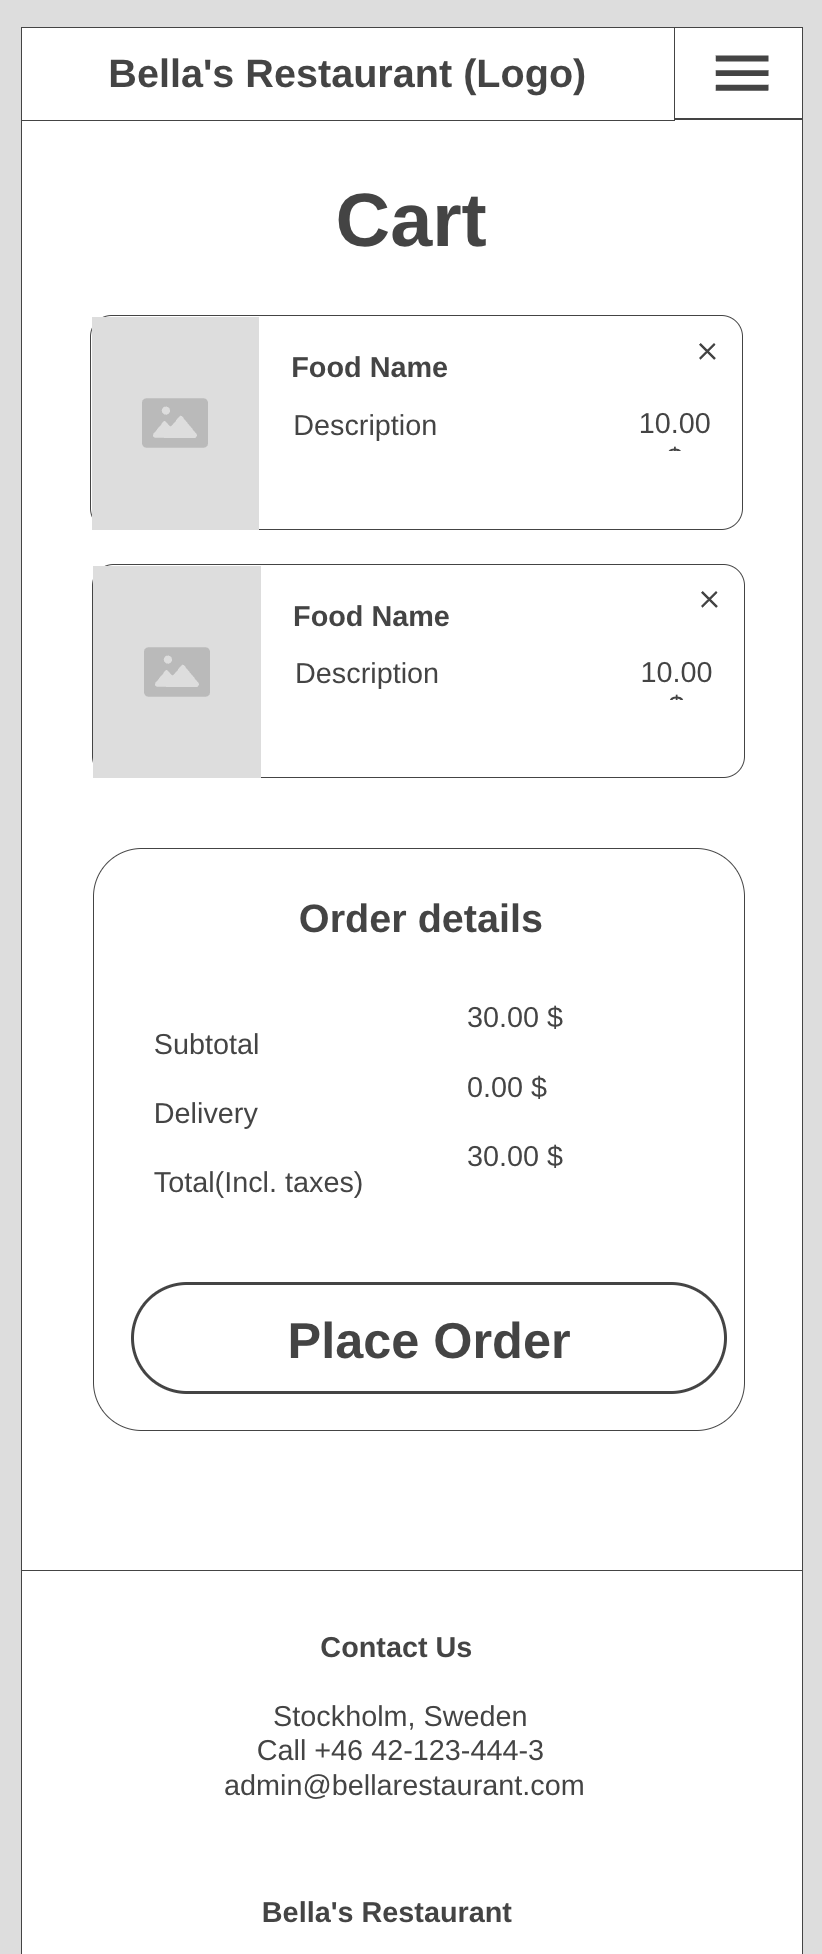 Bella's Restaurant (Logo)
Cart
Food Name
Description
10.00
Food Name
Description
10.00
Order details
Subtotal
30.00 $
Delivery
0.00 $
Total(Incl. taxes)
30.00 $
Place Order
Contact Us
Stockholm, Sweden
Call +46 42-123-444-3
admin@bellarestaurant.com
Bella's Restaurant